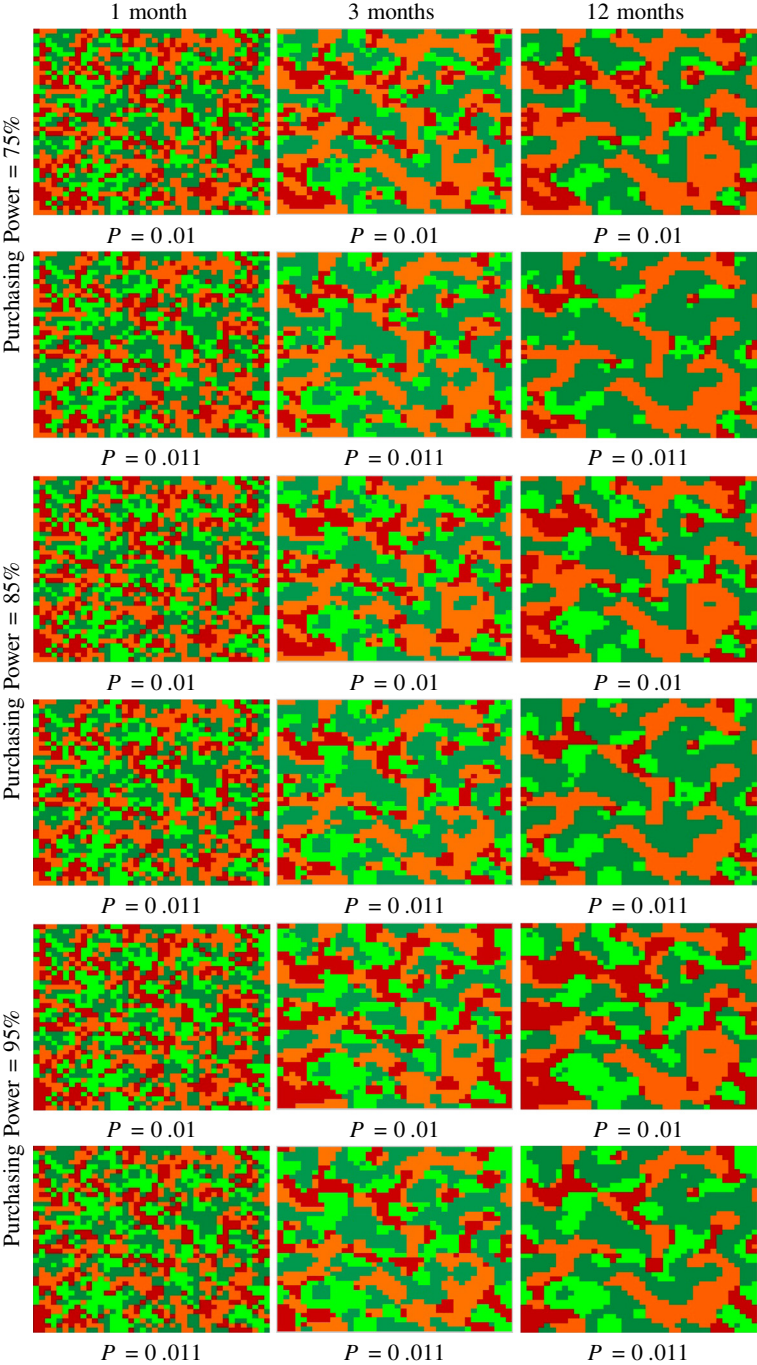 1 month 3 months 12 months
Purchasing Power = 75%
P = 0.01 P = 0.01 P = 0.01
P = 0.011 P = 0.011 P = 0.011
Purchasing Power = 85%
P = 0.01 P = 0.01 P = 0.01
P = 0.011 P = 0.011 P = 0.011
Purchasing Power = 95%
P = 0.01 P = 0.01 P = 0.01
P = 0.011 P = 0.011 P = 0.011